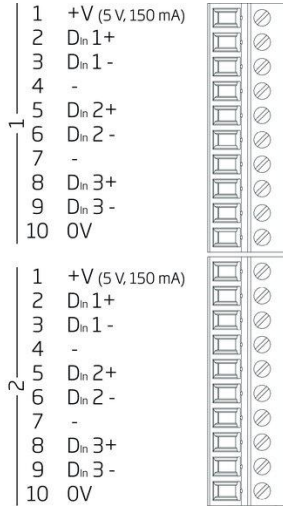 1
1 +V (5 V, 150 mA)
2 DIn 1+
3 DIn 1 -
4 -
5 DIn 2+
6 DIn 2 -
7 -
8 DIn 3+
9 DIn 3 -
10 0V
2
1 +V (5 V, 150 mA)
2 DIn 1+
3 DIn 1 -
4 -
5 DIn 2+
6 DIn 2 -
7 -
8 DIn 3+
9 DIn 3 -
10 0V